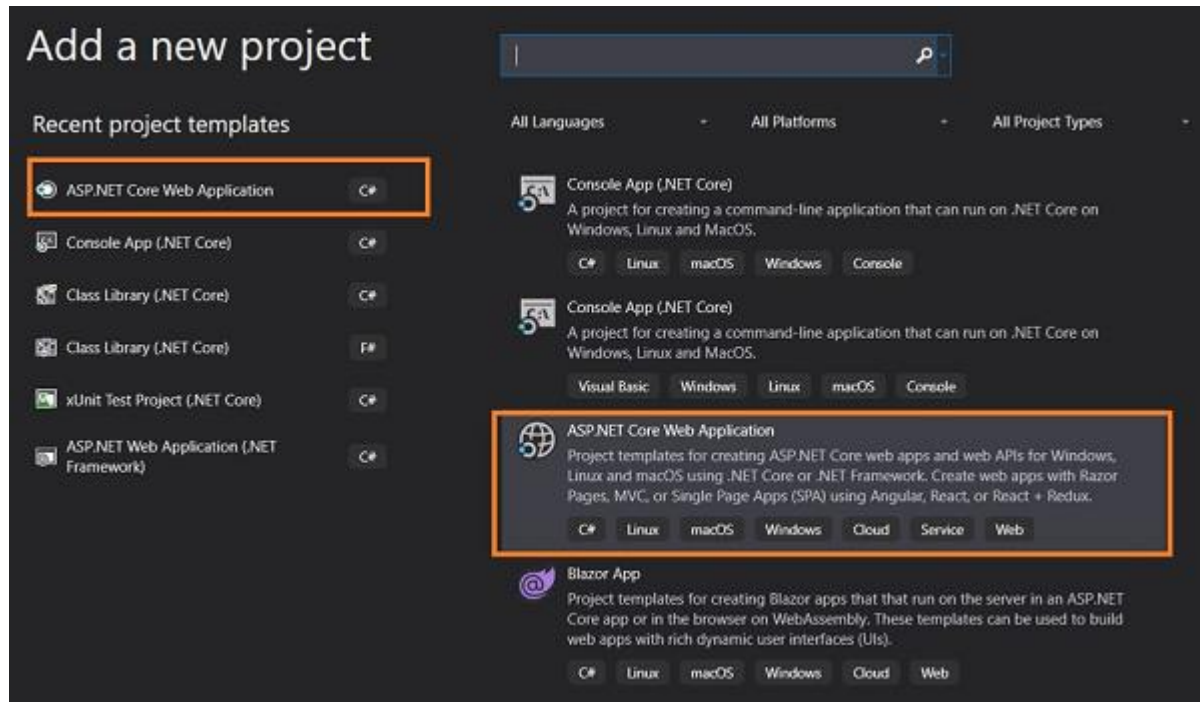 Add a new project
Recent project templates
ASP.NET Core Web Application C#
Console App (.NET Core) C#
Class Library (.NET Core) C#
Class Library (.NET Core) F#
xUnit Test Project (.NET Core) C#
ASP.NET Web Application (.NET
Framework) C#
All Languages All Platforms All Project Types
C:\
Console App (.NET Core)
A project for creating a command-line application that can run on .NET Core on
Windows, Linux and MacOS.
C# Linux macOS Windows Console
C:\
Console App (.NET Core)
A project for creating a command-line application that can run on .NET Core on
Windows, Linux and MacOS.
Visual Basic Windows Linux macOS Console
ASP.NET Core Web Application
Project templates for creating ASP.NET Core web apps and web APIs for Windows,
Linux and macOS using .NET Core or .NET Framework. Create web apps with Razor
Pages, MVC, or Single Page Apps (SPA) using Angular, React, or React + Redux.
C# Linux macOS Windows Cloud Service Web
Blazor App
Project templates for creating Blazor apps that that run on the server in an ASP.NET
Core app or in the browser on WebAssembly. These templates can be used to build
web apps with rich dynamic user interfaces (UIs).
C# Linux macOS Windows Cloud Web